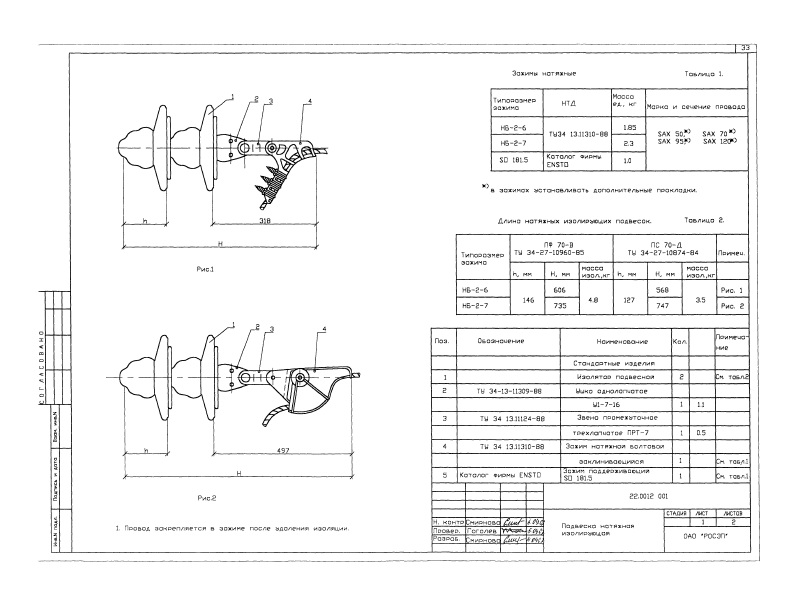 33
1
2
3
4
h
318
H
Рис.1
1
2
3
4
h
497
H
Рис.2
1. Провод закрепляется в зажиме после удаления изоляции.
Зажимы натяжные
Таблица 1.
Типоразмер зажима
НТД
Масса ед., кг
Марка и сечение провода
НБ-2-6
ТУ34 13.11310-88
1.85
SAX 50,*) SAX 70*)
НБ-2-7
2.3
SAX 95*) SAX 120*)
SO 181.5
Каталог фирмы ENSTO
1.0
*) в зажимах устанавливать дополнительные прокладки.
Длина натяжных изолирующих подвесок.
Таблица 2.
Типоразмер зажима
ПФ 70-В
ТУ 34-27-10960-85
ПС 70-Д
ТУ 34-27-10874-84
Примеч.
h, мм
H, мм
масса изол.,кг
h, мм
H, мм
масса изол.,кг
НБ-2-6
146
606
4.8
127
568
3.5
Рис. 1
НБ-2-7
735
747
Рис. 2
Поз.
Обозначение
Наименование
Кол.
Примеча-
ние
Стандартные изделия
1
Изолятор подвесной
2
См. табл.2
2
ТУ 34-13-11309-88
Ушко однолапчатое
У1-7-16
1
1.1
3
ТУ 34 13.11124-88
Звено промежуточное
трехлапчатое ПРТ-7
1
0.5
4
ТУ 34 13.11310-88
Зажим натяжной болтовой
заклинивающийся
1
См. табл.1
5
Каталог фирмы ENSTO
Зажим поддерживающий
SO 181.5
1
См. табл.1
22.0012 001
Н. контр.
Смирнова
Провер.
Гоголев
Разраб.
Смирнова
Подвеска натяжная
изолирующая
СТАДИЯ
ЛИСТ
ЛИСТОВ
1
2
ОАО "РОСЭП"
СОГЛАСОВАНО
Взам. инв.N
Подпись и дата
Инв.N подл.